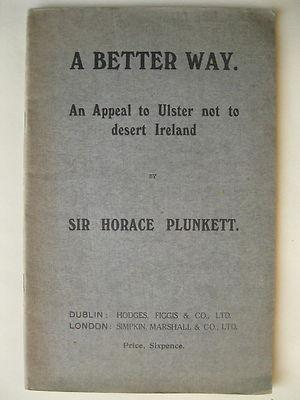 A BETTER WAY.
An Appeal to Ulster not to
desert Ireland
BY
SIR HORACE PLUNKETT.
DUBLIN: HODGES, FIGGIS & CO., LTD.
LONDON: SIMPKIN, MARSHALL & CO., LTD.
Price, Sixpence.